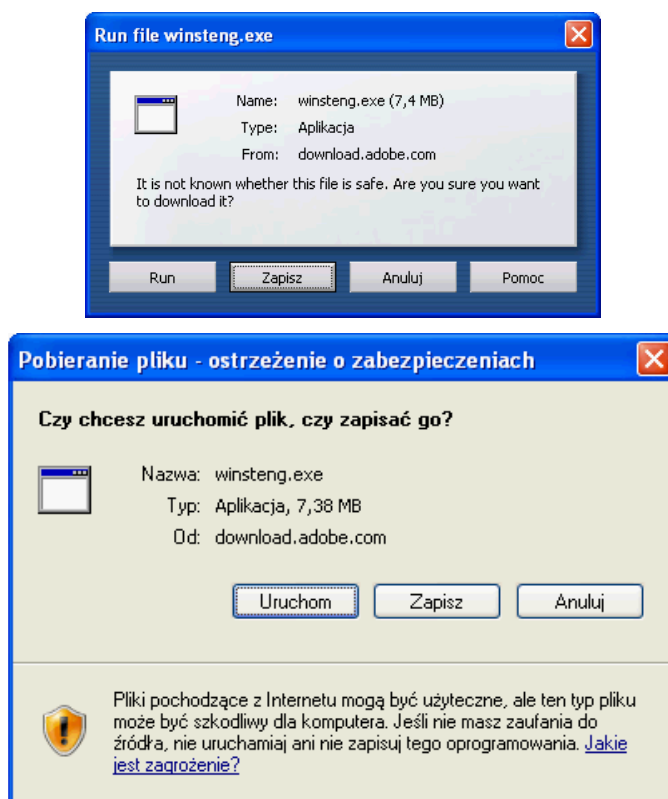 Run file winsteng.exe
Name: winsteng.exe (7,4 MB)
Type: Aplikacja
From: download.adobe.com
It is not known whether this file is safe. Are you sure you want
to download it?
Run Zapisz Anuluj Pomoc
Pobieranie pliku - ostrzeżenie o zabezpieczeniach
Czy chcesz uruchomić plik, czy zapisać go?
Nazwa: winsteng.exe
Typ: Aplikacja, 7,38 MB
Od: download.adobe.com
Uruchom Zapisz Anuluj
Pliki pochodzące z Internetu mogą być użyteczne, ale ten typ pliku
może być szkodliwy dla komputera. Jeśli nie masz zaufania do
źródła, nie uruchamiaj ani nie zapisuj tego oprogramowania. Jakie
jest zagrożenie?